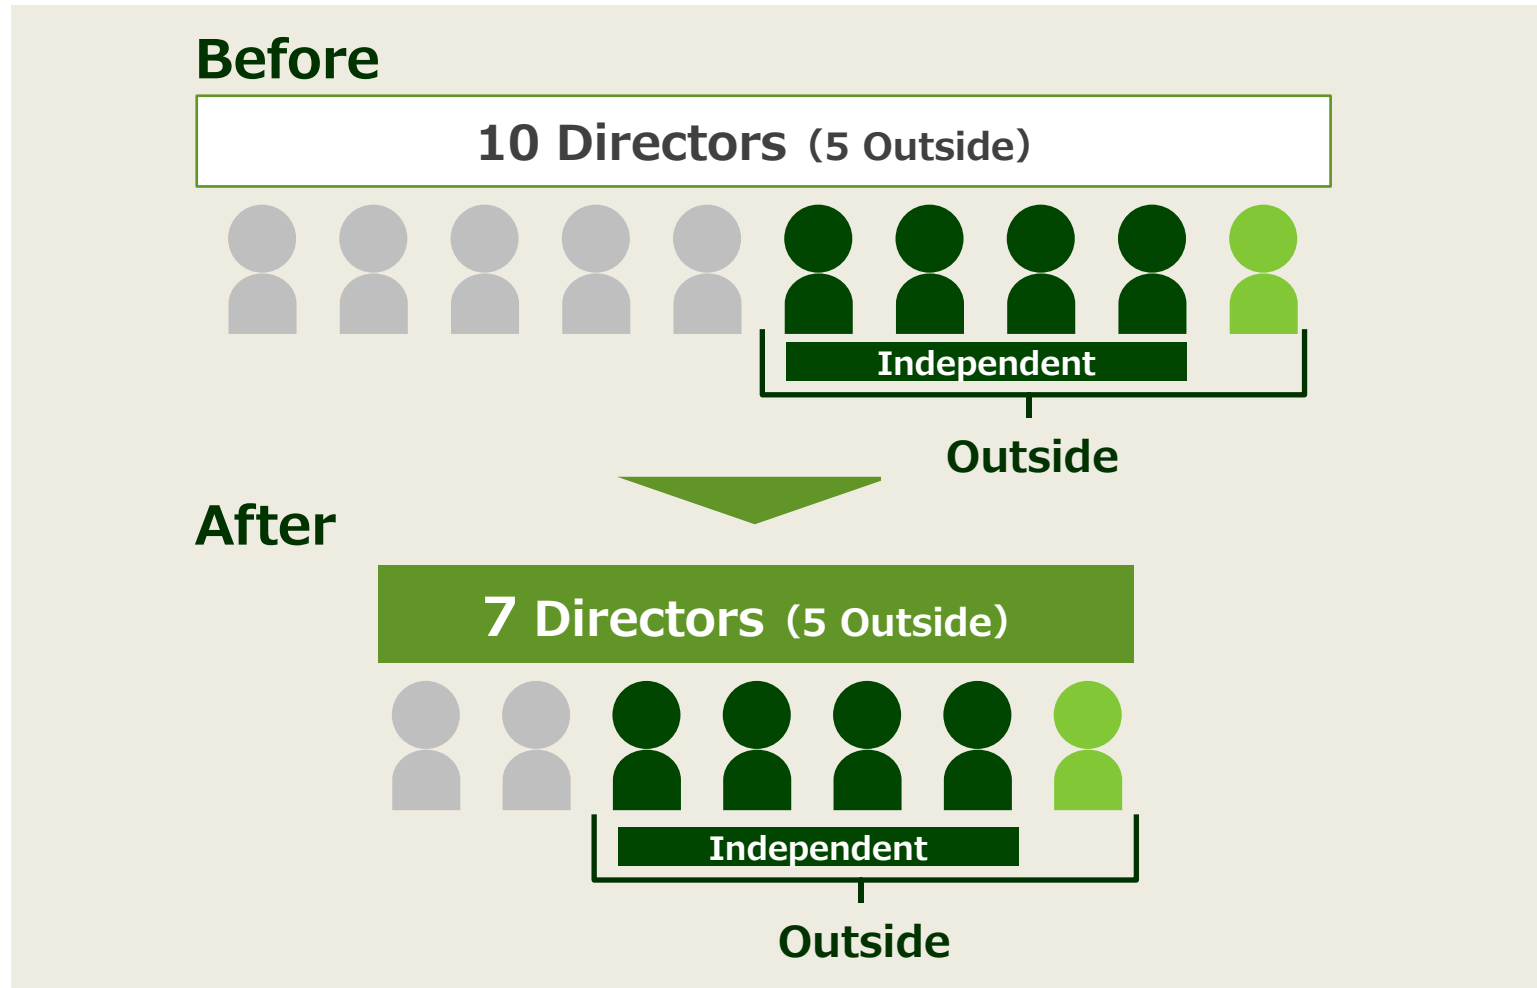 Before
10 Directors（5 Outside）
Independent
Outside
After
7 Directors（5 Outside）
Independent
Outside